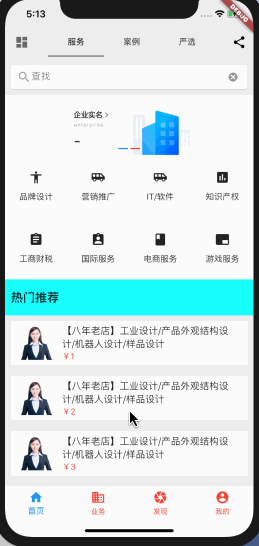 5:13
DEBUG
服务
案例
严选
查找
企业实名 >
enterprise
品牌设计
营销推广
IT/软件
知识产权
工商财税
国际服务
电商服务
游戏服务
热门推荐
【八年老店】工业设计/产品外观结构设
计/机器人设计/样品设计
￥1
【八年老店】工业设计/产品外观结构设
计/机器人设计/样品设计
￥2
【八年老店】工业设计/产品外观结构设
计/机器人设计/样品设计
￥3
首页
业务
发现
我的